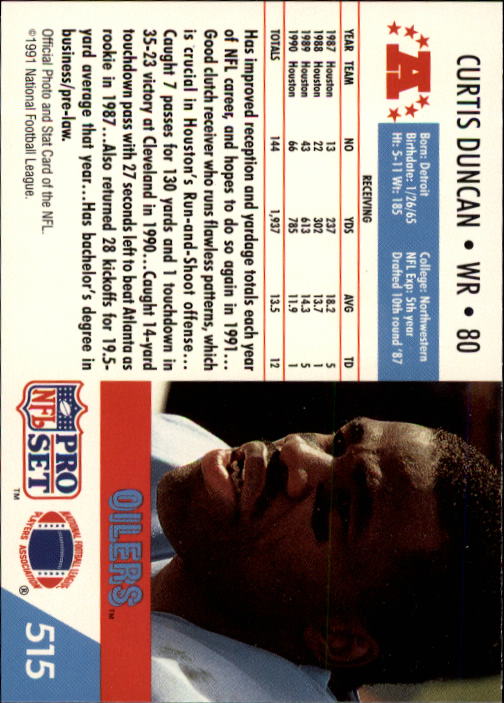 CURTIS DUNCAN • WR • 80
A
Born: Detroit
Birthdate: 1/26/65
Ht: 5-11 Wt: 185
College: Northwestern
NFL Exp: 5th year
Drafted 10th round '87
RECEIVING
YEAR TEAM NO YDS AVG TD
1987 Houston 13 237 18.2 5
1988 Houston 22 302 13.7 1
1989 Houston 43 613 14.3 5
1990 Houston 66 785 11.9 1
TOTALS 144 1,937 13.5 12
Has improved reception and yardage totals each year
of NFL career, and hopes to do so again in 1991...
Good clutch receiver who runs flawless patterns, which
is crucial in Houston's Run-and-Shoot offense...
Caught 7 passes for 130 yards and 1 touchdown in
35-23 victory at Cleveland in 1990...Caught 14-yard
touchdown pass with 27 seconds left to beat Atlanta as
rookie in 1987...Also returned 28 kickoffs for 19.5-
yard average that year...Has bachelor's degree in
business/pre-law.
Official Photo and Stat Card of the NFL.
©1991 National Football League.
OILERS™
PRO
NFL
SET™
NATIONAL FOOTBALL LEAGUE
PLAYERS ASSOCIATION®
515